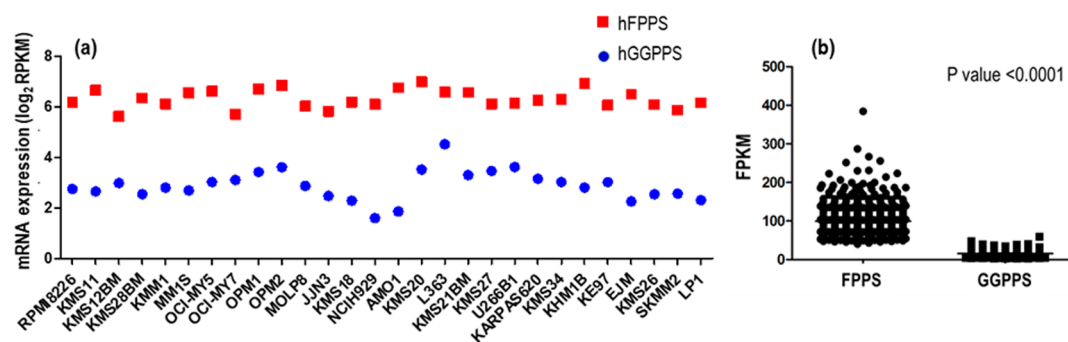 (a)
hFPPS
hGGPPS
mRNA expression (log2 RPKM)
8
6
4
2
0
RPMI8226
KMS11
KMS12BM
KMS28BM
KMM1
MM1S
OCI-MY5
OCI-MY7
OPM1
OPM2
MOLP8
JJN3
KMS18
NCIH929
AMO1
KMS20
L363
KMS21BM
KMS27
U266B1
KARPAS620
KMS34
KHM1B
KE97
EJM
KMS26
SKMM2
LP1
(b)
P value <0.0001
FPKM
500
400
300
200
100
0
FPPS
GGPPS